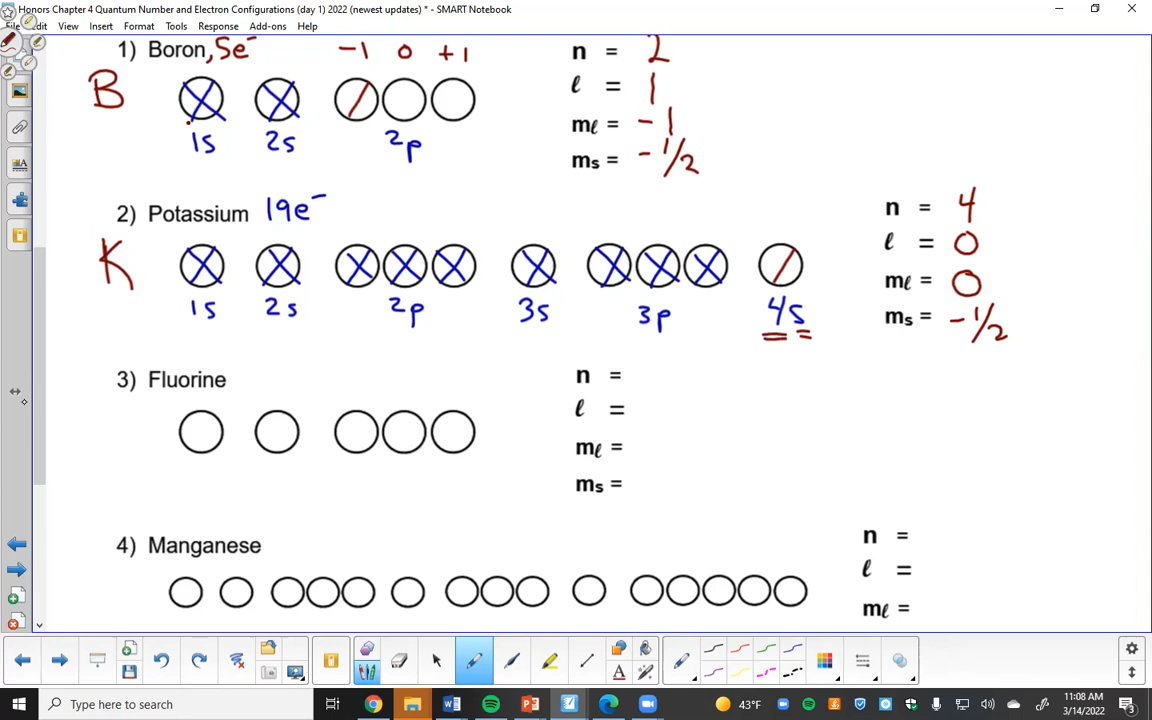 Honors Chapter 4 Quantum Number and Electron Configurations (day 1) 2022 (newest updates) * - SMART Notebook
File Edit View Insert Format Tools Response Add-ons Help
1) Boron, 5e⁻ -1 0 +1
n = 2
B
ℓ = 1
1s 2s 2p
mℓ = -1
ms = -1/2
2) Potassium 19e⁻
n = 4
K
ℓ = 0
mℓ = 0
1s 2s 2p 3s 3p 4s
ms = -1/2
3) Fluorine
n =
ℓ =
mℓ =
ms =
4) Manganese
n =
ℓ =
mℓ =
Type here to search
43°F
11:08 AM
3/14/2022
3